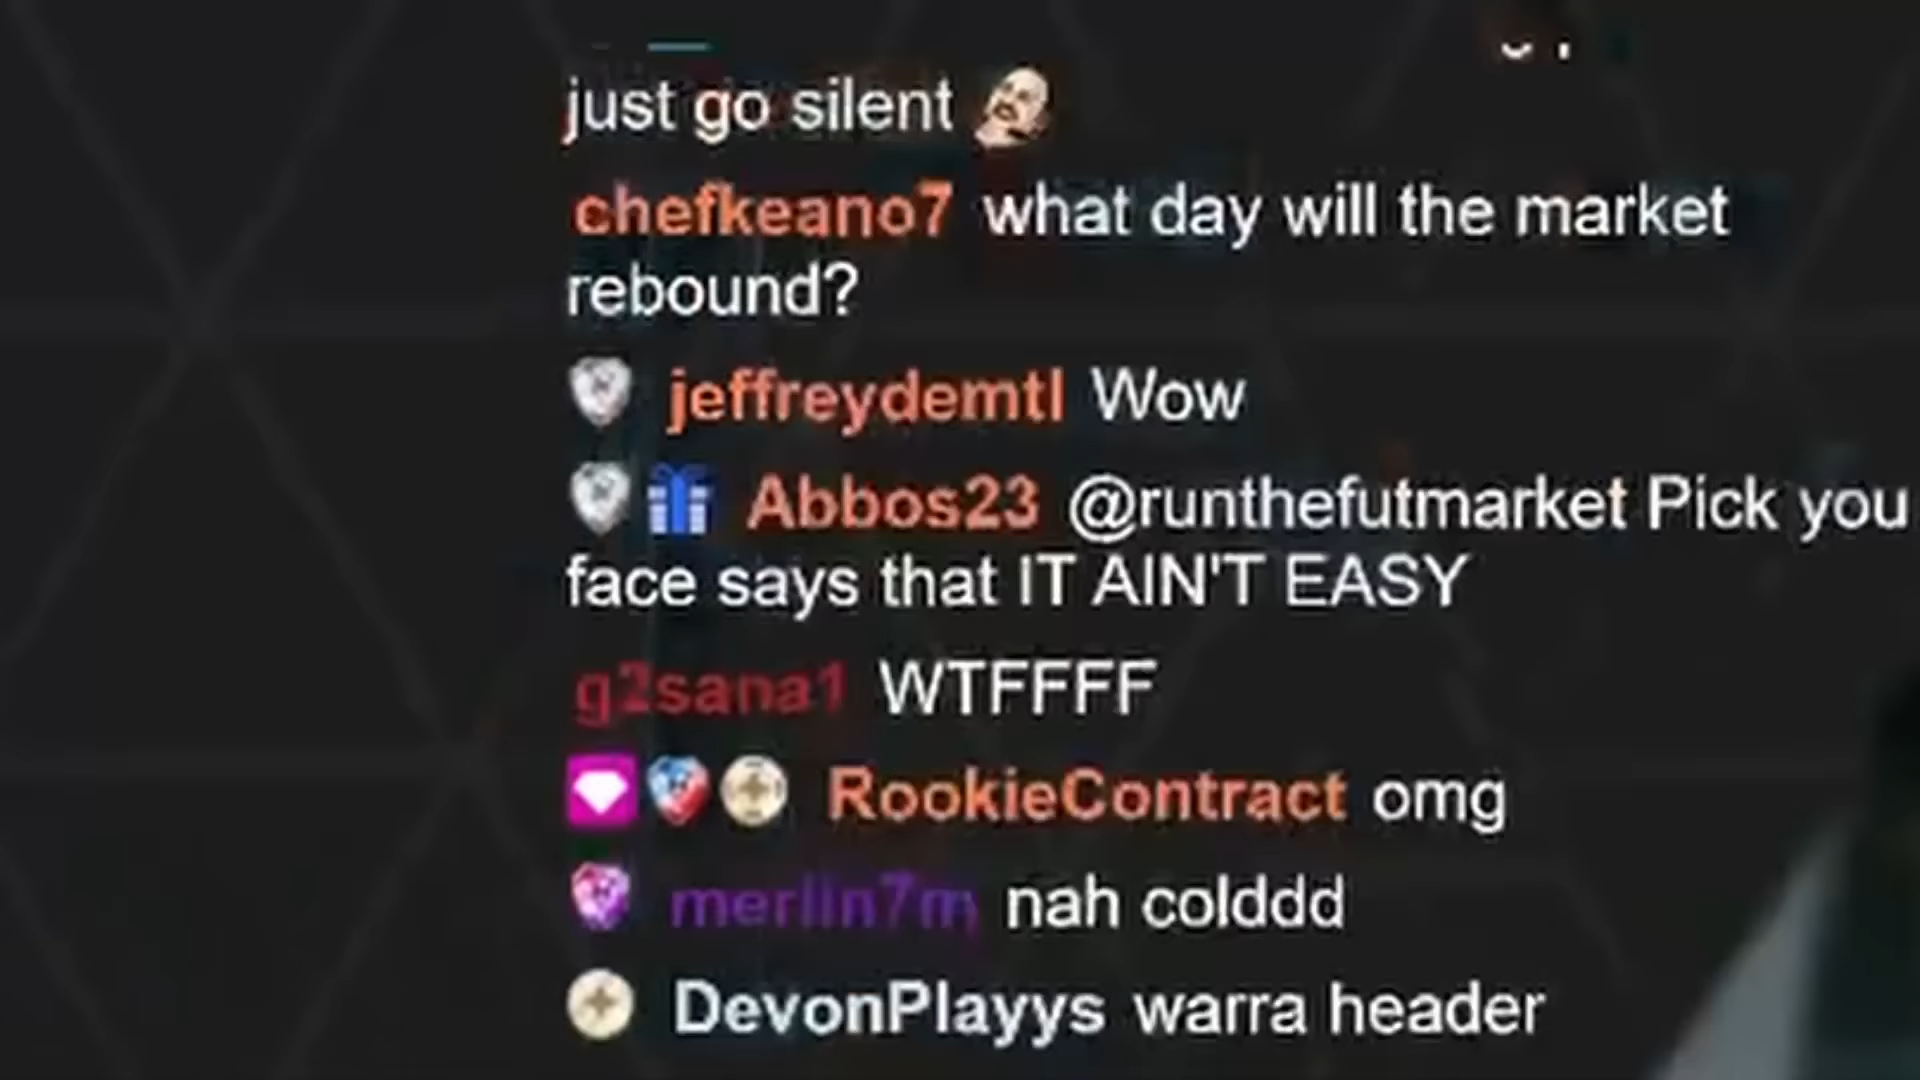 just go silent
chefkeano7 what day will the market
rebound?
jeffreydemtl Wow
Abbos23 @runthefutmarket Pick you
face says that IT AIN'T EASY
g2sana1 WTFFFF
RookieContract omg
merlin7m nah colddd
DevonPlayys warra header